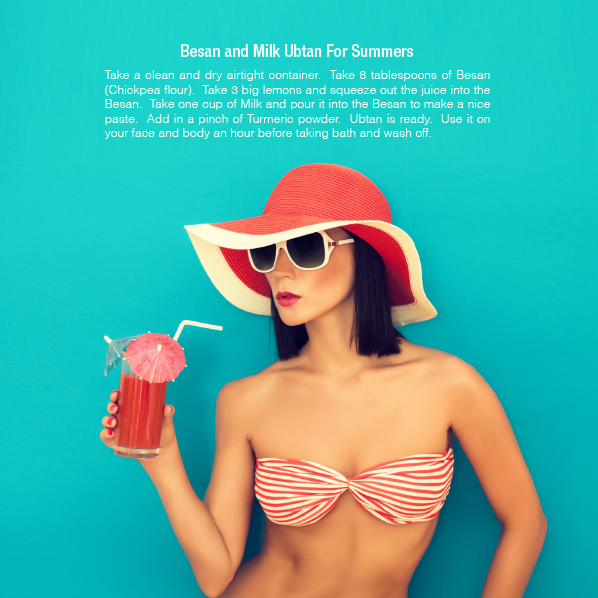 Besan and Milk Ubtan For Summers
Take a clean and dry airtight container. Take 8 tablespoons of Besan
(Chickpea flour). Take 3 big lemons and squeeze out the juice into the
Besan. Take one cup of Milk and pour it into the Besan to make a nice
paste. Add in a pinch of Turmeric powder. Ubtan is ready. Use it on
your face and body an hour before taking bath and wash off.